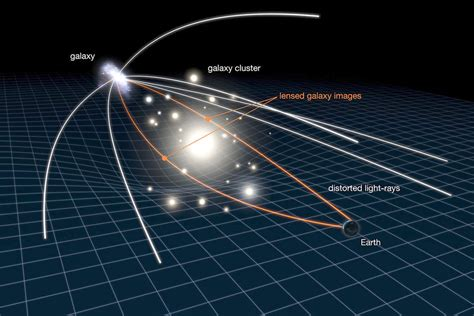 galaxy
galaxy cluster
lensed galaxy images
distorted light-rays
Earth